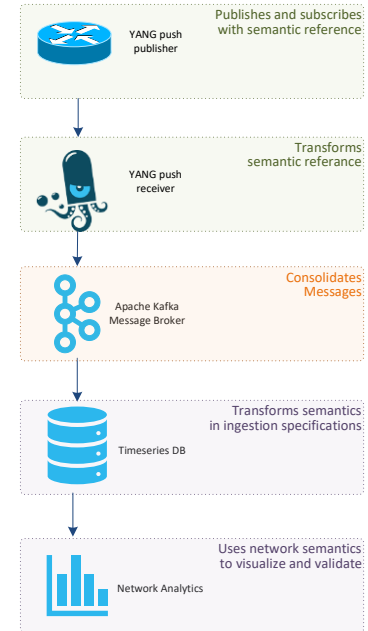 Publishes and subscribes
with semantic reference
YANG push
publisher
Transforms
semantic referance
YANG push
receiver
Consolidates
Messages
Apache Kafka
Message Broker
Transforms semantics
in ingestion specifications
Timeseries DB
Uses network semantics
to visualize and validate
Network Analytics